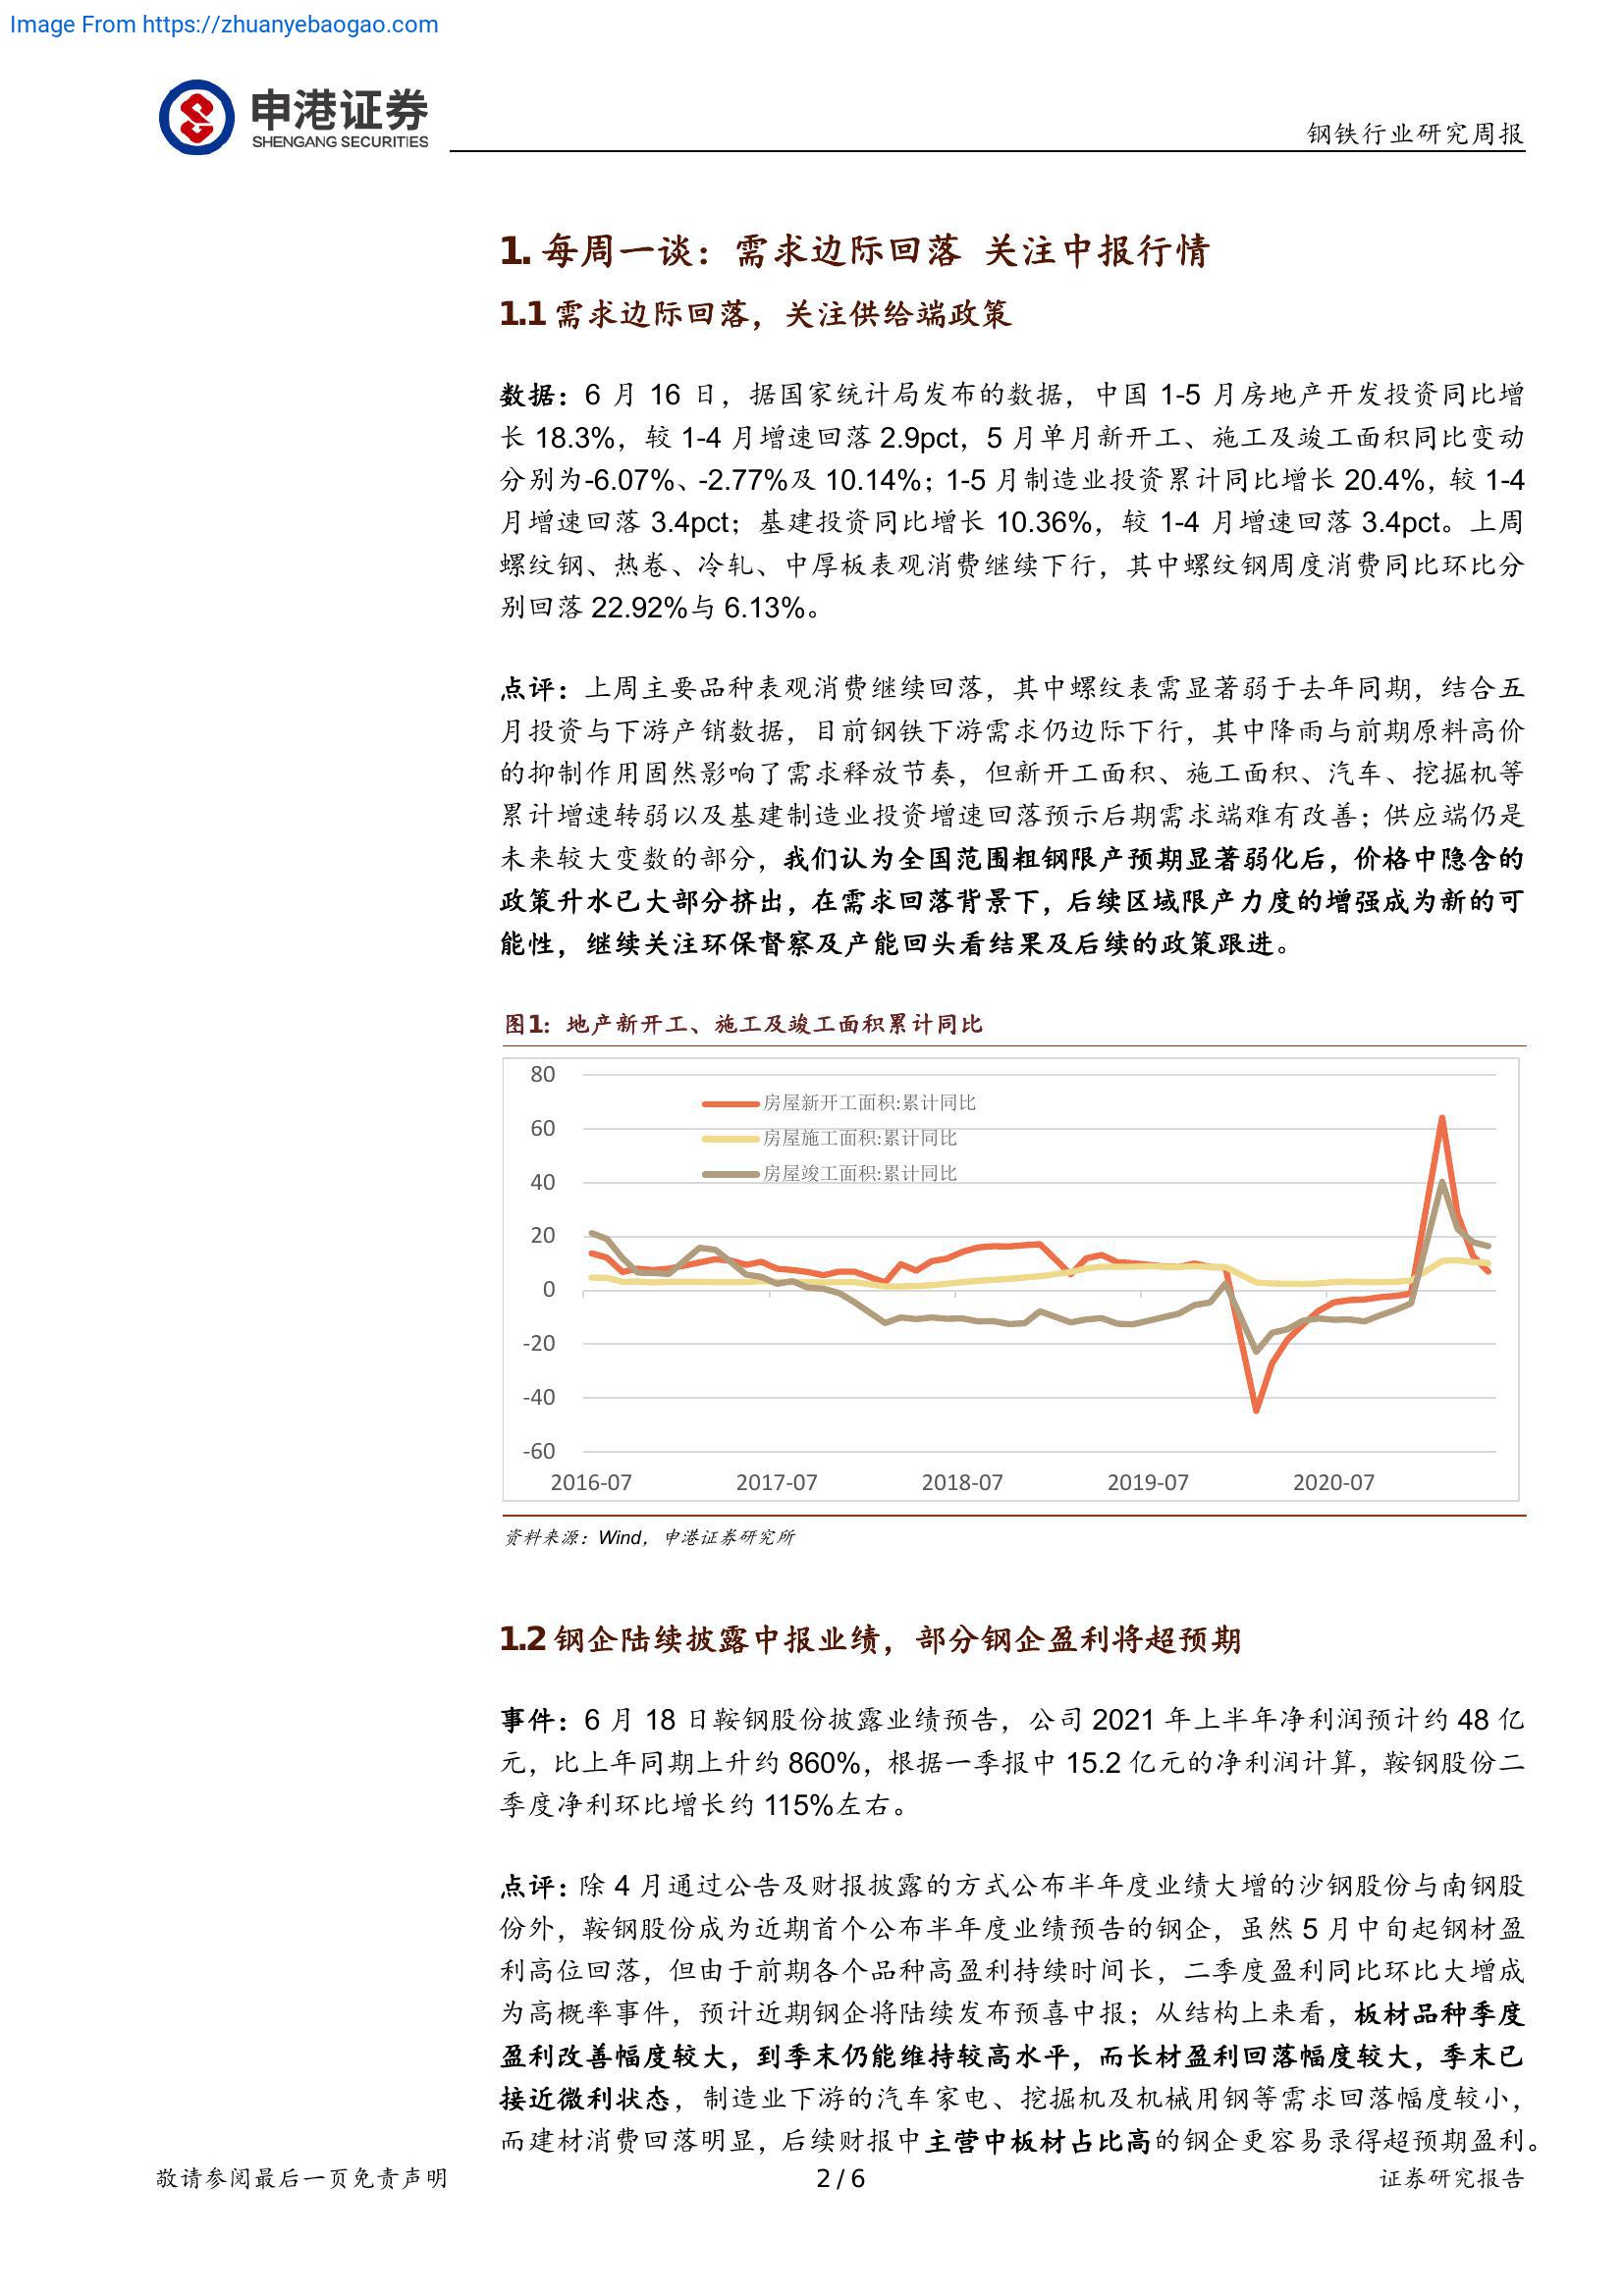 Image From https://zhuanyebaogao.com
申港证券
SHENGANG SECURITIES
钢铁行业研究周报
1. 每周一谈：需求边际回落 关注中报行情
1.1 需求边际回落，关注供给端政策
数据：6 月 16 日，据国家统计局发布的数据，中国 1-5 月房地产开发投资同比增
长 18.3%，较 1-4 月增速回落 2.9pct，5 月单月新开工、施工及竣工面积同比变动
分别为-6.07%、-2.77%及 10.14%；1-5 月制造业投资累计同比增长 20.4%，较 1-4
月增速回落 3.4pct；基建投资同比增长 10.36%，较 1-4 月增速回落 3.4pct。上周
螺纹钢、热卷、冷轧、中厚板表观消费继续下行，其中螺纹钢周度消费同比环比分
别回落 22.92%与 6.13%。
点评：上周主要品种表观消费继续回落，其中螺纹表需显著弱于去年同期，结合五
月投资与下游产销数据，目前钢铁下游需求仍边际下行，其中降雨与前期原料高价
的抑制作用固然影响了需求释放节奏，但新开工面积、施工面积、汽车、挖掘机等
累计增速转弱以及基建制造业投资增速回落预示后期需求端难有改善；供应端仍是
未来较大变数的部分，我们认为全国范围粗钢限产预期显著弱化后，价格中隐含的
政策升水已大部分挤出，在需求回落背景下，后续区域限产力度的增强成为新的可
能性，继续关注环保督察及产能回头看结果及后续的政策跟进。
图1：地产新开工、施工及竣工面积累计同比
80
60
40
20
0
-20
-40
-60
房屋新开工面积:累计同比
房屋施工面积:累计同比
房屋竣工面积:累计同比
2016-07 2017-07 2018-07 2019-07 2020-07
资料来源：Wind，申港证券研究所
1.2 钢企陆续披露中报业绩，部分钢企盈利将超预期
事件：6 月 18 日鞍钢股份披露业绩预告，公司 2021 年上半年净利润预计约 48 亿
元，比上年同期上升约 860%，根据一季报中 15.2 亿元的净利润计算，鞍钢股份二
季度净利环比增长约 115%左右。
点评：除 4 月通过公告及财报披露的方式公布半年度业绩大增的沙钢股份与南钢股
份外，鞍钢股份成为近期首个公布半年度业绩预告的钢企，虽然 5 月中旬起钢材盈
利高位回落，但由于前期各个品种高盈利持续时间长，二季度盈利同比环比大增成
为高概率事件，预计近期钢企将陆续发布预喜中报；从结构上来看，板材品种季度
盈利改善幅度较大，到季末仍能维持较高水平，而长材盈利回落幅度较大，季末已
接近微利状态，制造业下游的汽车家电、挖掘机及机械用钢等需求回落幅度较小，
而建材消费回落明显，后续财报中主营中板材占比高的钢企更容易录得超预期盈利。
敬请参阅最后一页免责声明
2 / 6
证券研究报告